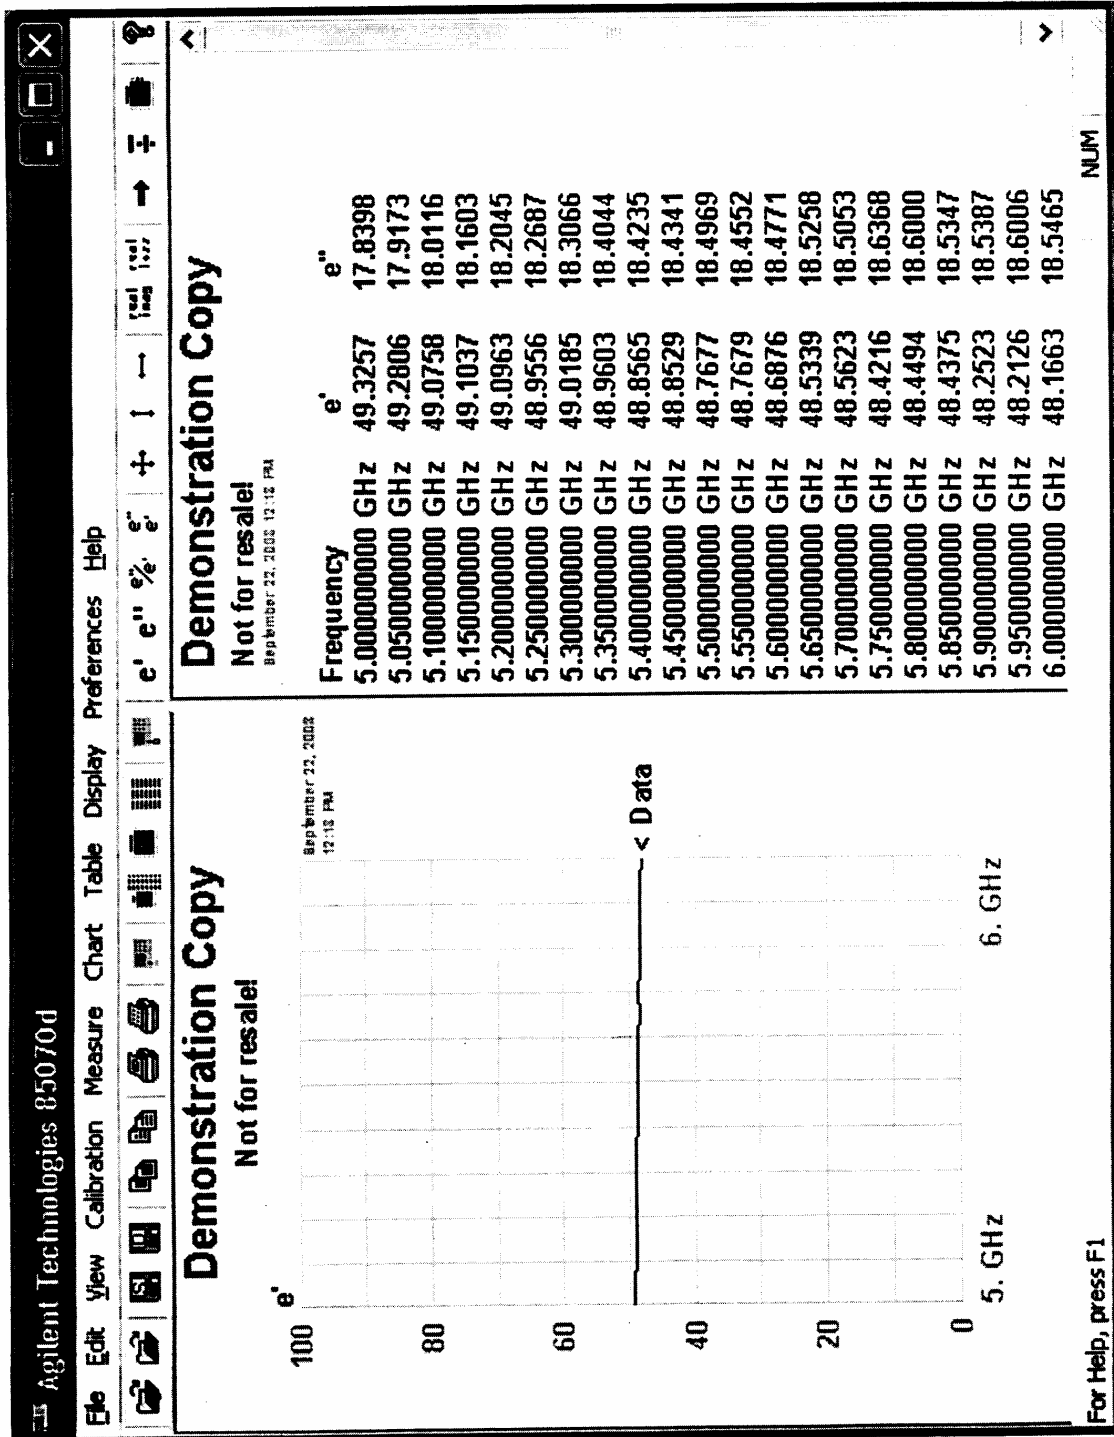 Agilent Technologies 85070d
File Edit View Calibration Measure Chart Table Display Preferences Help
e' e" e"/e' e" e'
real imag
Demonstration Copy
Not for resale!
September 22, 2003
12:18 PM
e'
100
80
60
40
20
0
< Data
5. GHz 6. GHz
Demonstration Copy
Not for resale!
September 22, 2003 12:18 PM
Frequency e' e"
5.000000000 GHz 49.3257 17.8398
5.050000000 GHz 49.2806 17.9173
5.100000000 GHz 49.0758 18.0116
5.150000000 GHz 49.1037 18.1603
5.200000000 GHz 49.0963 18.2045
5.250000000 GHz 48.9556 18.2687
5.300000000 GHz 49.0185 18.3066
5.350000000 GHz 48.9603 18.4044
5.400000000 GHz 48.8565 18.4235
5.450000000 GHz 48.8529 18.4341
5.500000000 GHz 48.7677 18.4969
5.550000000 GHz 48.7679 18.4552
5.600000000 GHz 48.6876 18.4771
5.650000000 GHz 48.5339 18.5258
5.700000000 GHz 48.5623 18.5053
5.750000000 GHz 48.4216 18.6368
5.800000000 GHz 48.4494 18.6000
5.850000000 GHz 48.4375 18.5347
5.900000000 GHz 48.2523 18.5387
5.950000000 GHz 48.2126 18.6006
6.000000000 GHz 48.1663 18.5465
For Help, press F1
NUM